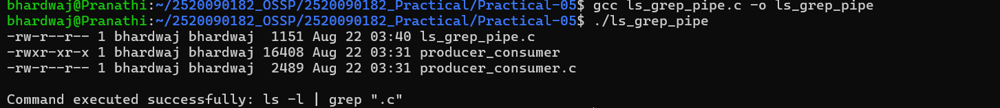 bhardwaj@Pranathi:~/2520090182_OSSP/2520090182_Practical/Practical-05$ gcc ls_grep_pipe.c -o ls_grep_pipe
bhardwaj@Pranathi:~/2520090182_OSSP/2520090182_Practical/Practical-05$ ./ls_grep_pipe
-rw-r--r-- 1 bhardwaj bhardwaj  1151 Aug 22 03:40 ls_grep_pipe.c
-rwxr-xr-x 1 bhardwaj bhardwaj 16408 Aug 22 03:31 producer_consumer
-rw-r--r-- 1 bhardwaj bhardwaj  2489 Aug 22 03:31 producer_consumer.c
Command executed successfully: ls -l | grep ".c"